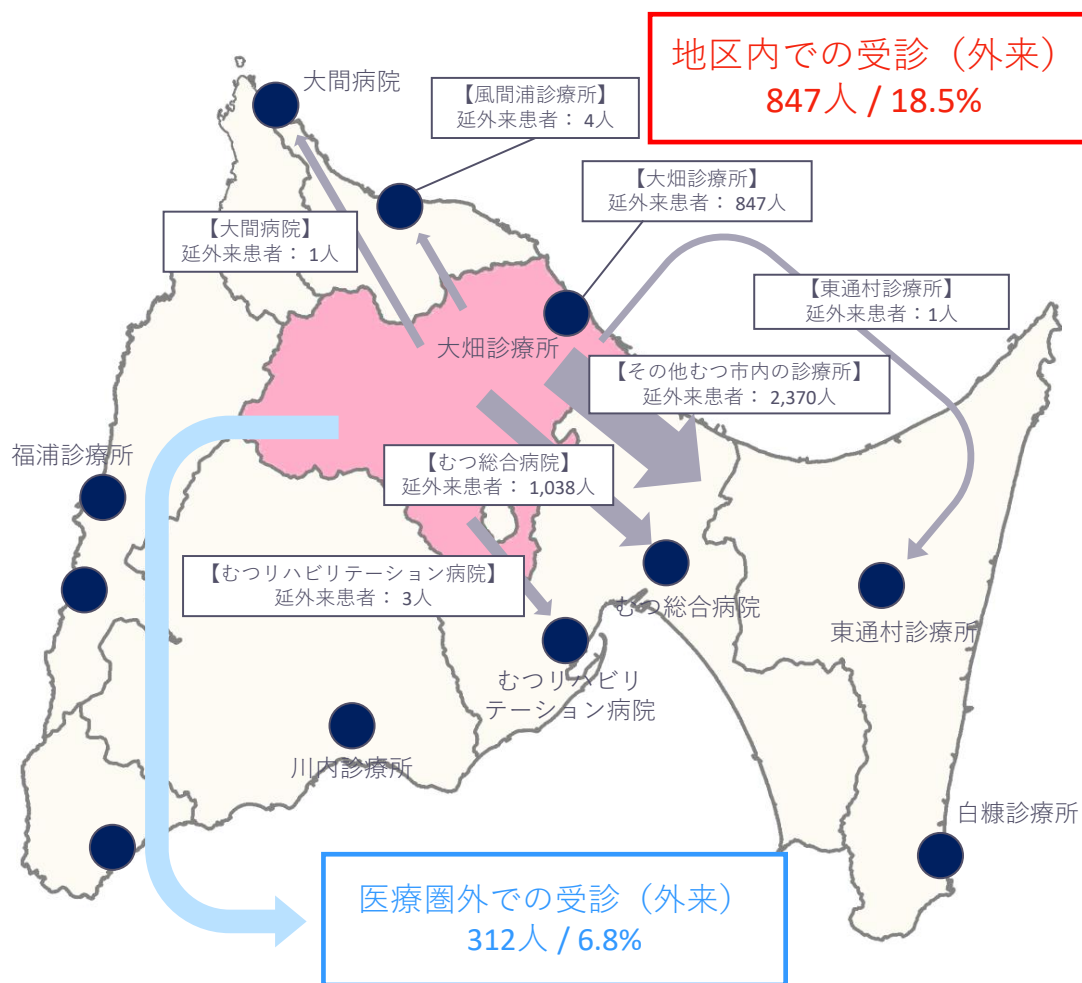 地区内での受診（外来）
847人 / 18.5%
大間病院
【風間浦診療所】
延外来患者： 4人
【大畑診療所】
延外来患者： 847人
【大間病院】
延外来患者： 1人
【東通村診療所】
延外来患者：1人
大畑診療所
【その他むつ市内の診療所】
延外来患者： 2,370人
福浦診療所
【むつ総合病院】
延外来患者： 1,038人
【むつリハビリテーション病院】
延外来患者： 3人
むつ総合病院
東通村診療所
むつリハビリ
テーション病院
川内診療所
白糠診療所
医療圏外での受診（外来）
312人 / 6.8%